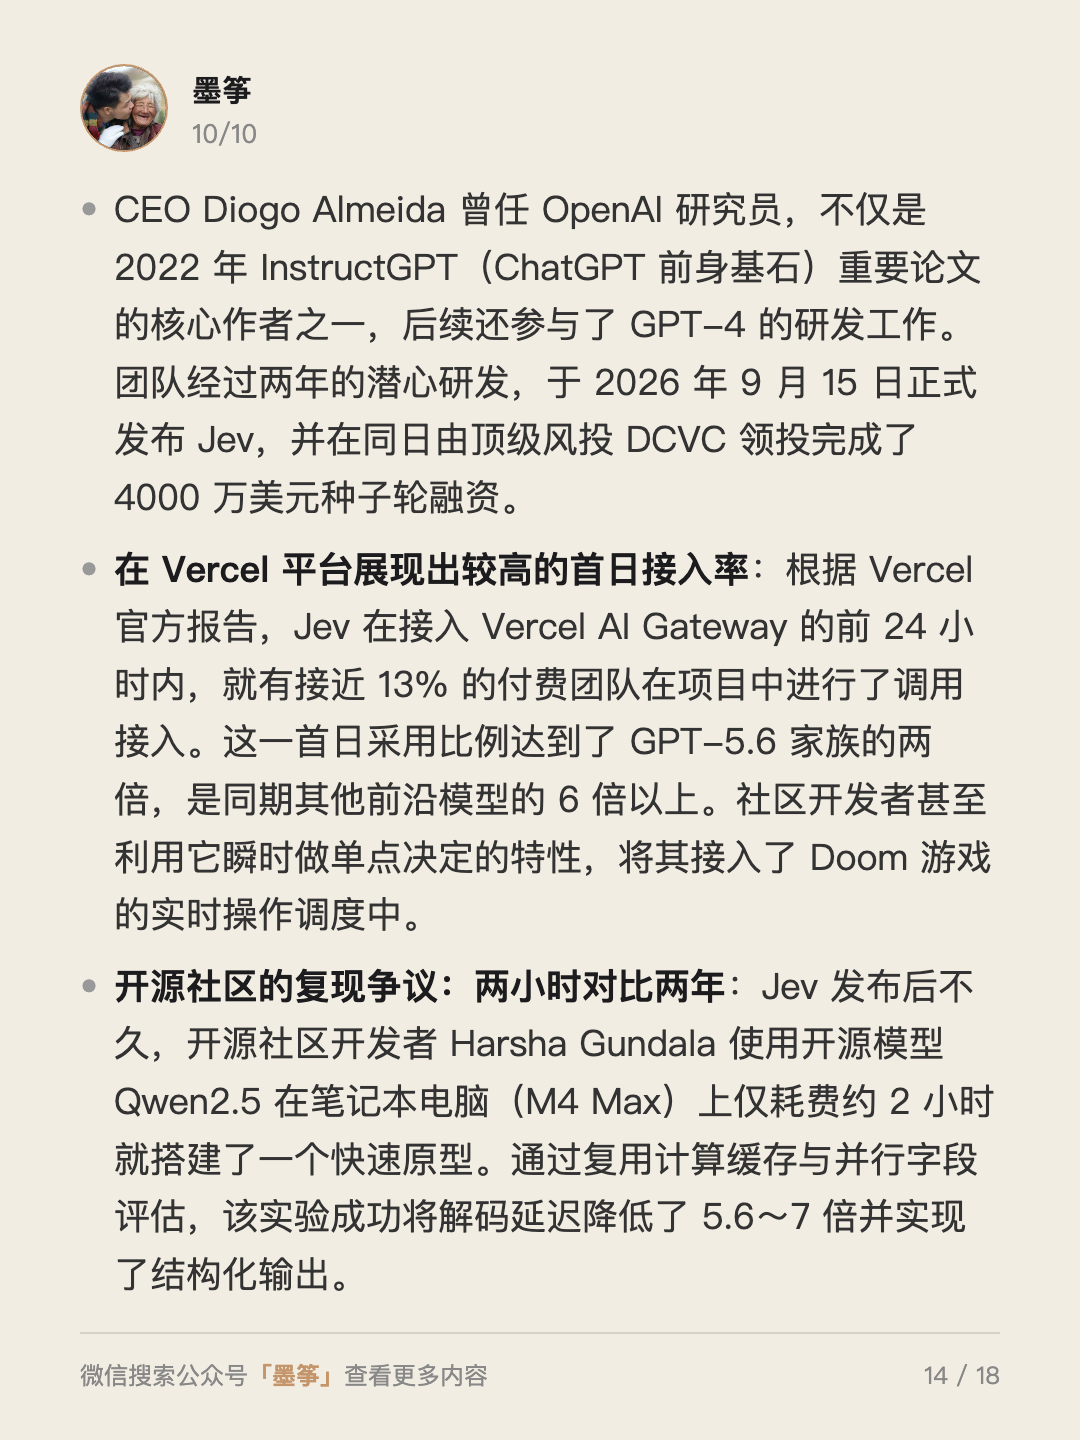 墨筝
10/10
CEO Diogo Almeida 曾任 OpenAI 研究员，不仅是
2022 年 InstructGPT（ChatGPT 前身基石）重要论文
的核心作者之一，后续还参与了 GPT-4 的研发工作。
团队经过两年的潜心研发，于 2026 年 9 月 15 日正式
发布 Jev，并在同日由顶级风投 DCVC 领投完成了
4000 万美元种子轮融资。
在 Vercel 平台展现出较高的首日接入率：根据 Vercel
官方报告，Jev 在接入 Vercel AI Gateway 的前 24 小
时内，就有接近 13% 的付费团队在项目中进行了调用
接入。这一首日采用比例达到了 GPT-5.6 家族的两
倍，是同期其他前沿模型的 6 倍以上。社区开发者甚至
利用它瞬时做单点决定的特性，将其接入了 Doom 游戏
的实时操作调度中。
开源社区的复现争议：两小时对比两年：Jev 发布后不
久，开源社区开发者 Harsha Gundala 使用开源模型
Qwen2.5 在笔记本电脑（M4 Max）上仅耗费约 2 小时
就搭建了一个快速原型。通过复用计算缓存与并行字段
评估，该实验成功将解码延迟降低了 5.6～7 倍并实现
了结构化输出。
微信搜索公众号「墨筝」查看更多内容
14 / 18